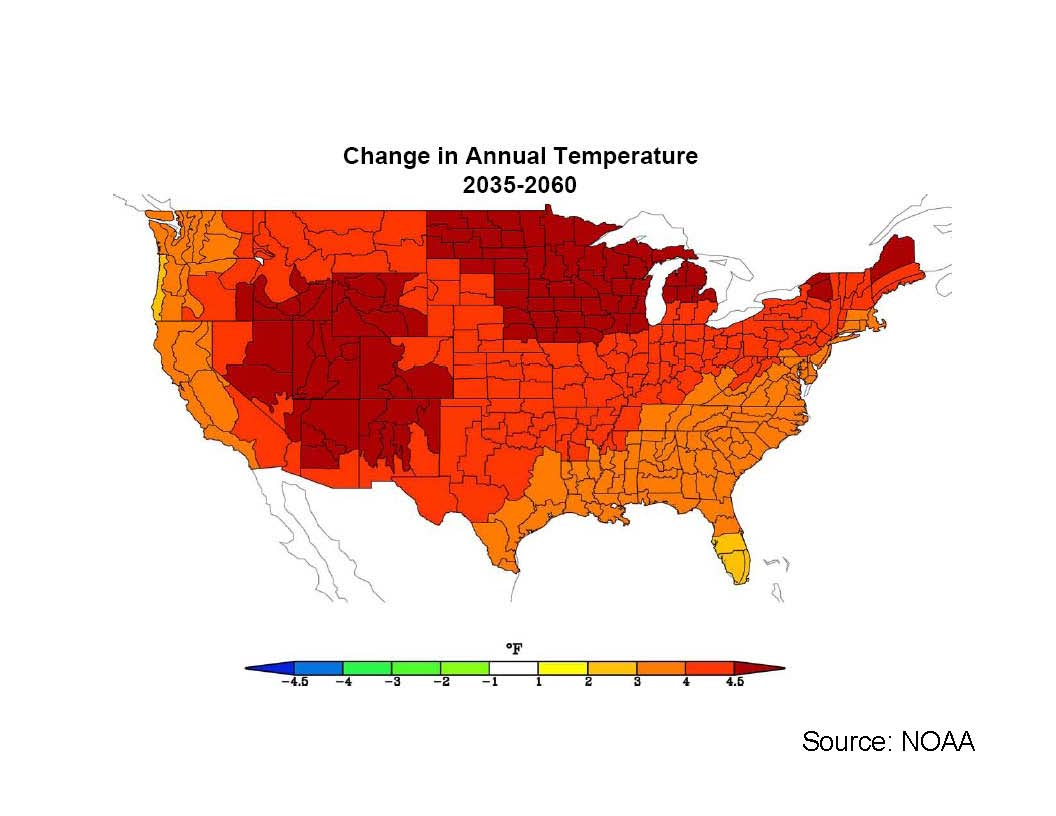 Change in Annual Temperature
2035-2060
°F
-4.5 -4 -3 -2 -1 1 2 3 4 4.5
Source: NOAA